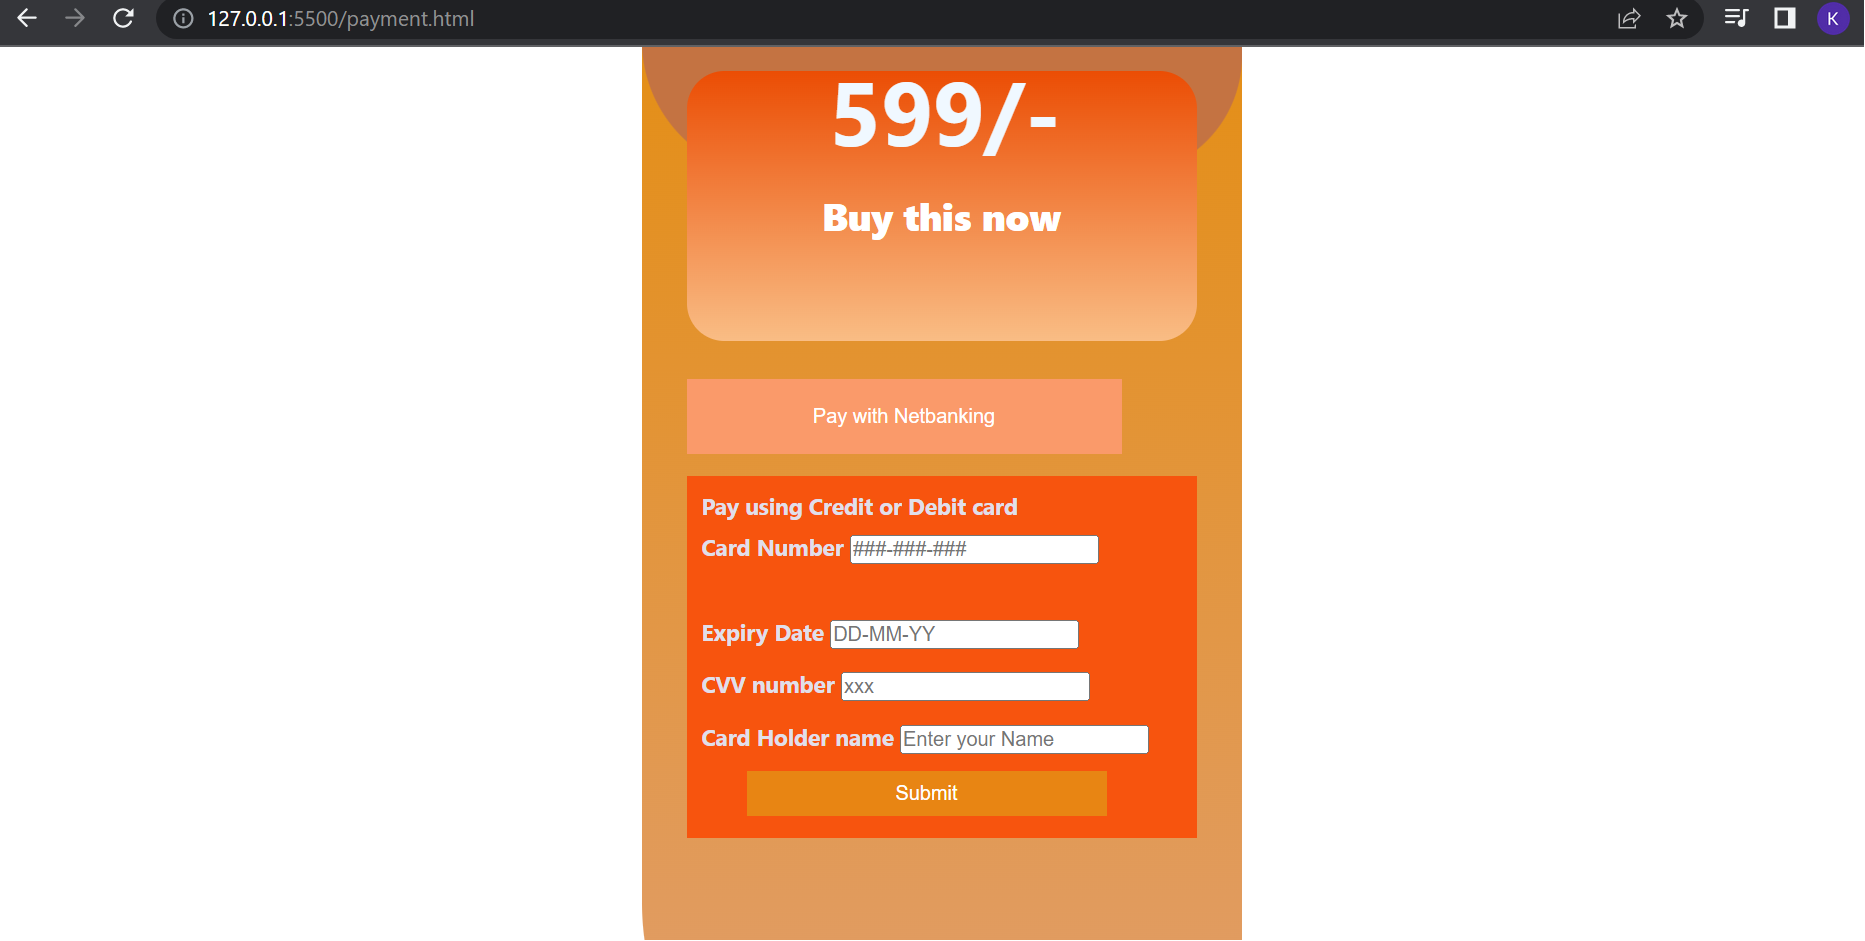 127.0.0.1:5500/payment.html
K
599/-
Buy this now
Pay with Netbanking
Pay using Credit or Debit card
Card Number ###-###-###
Expiry Date DD-MM-YY
CVV number xxx
Card Holder name Enter your Name
Submit